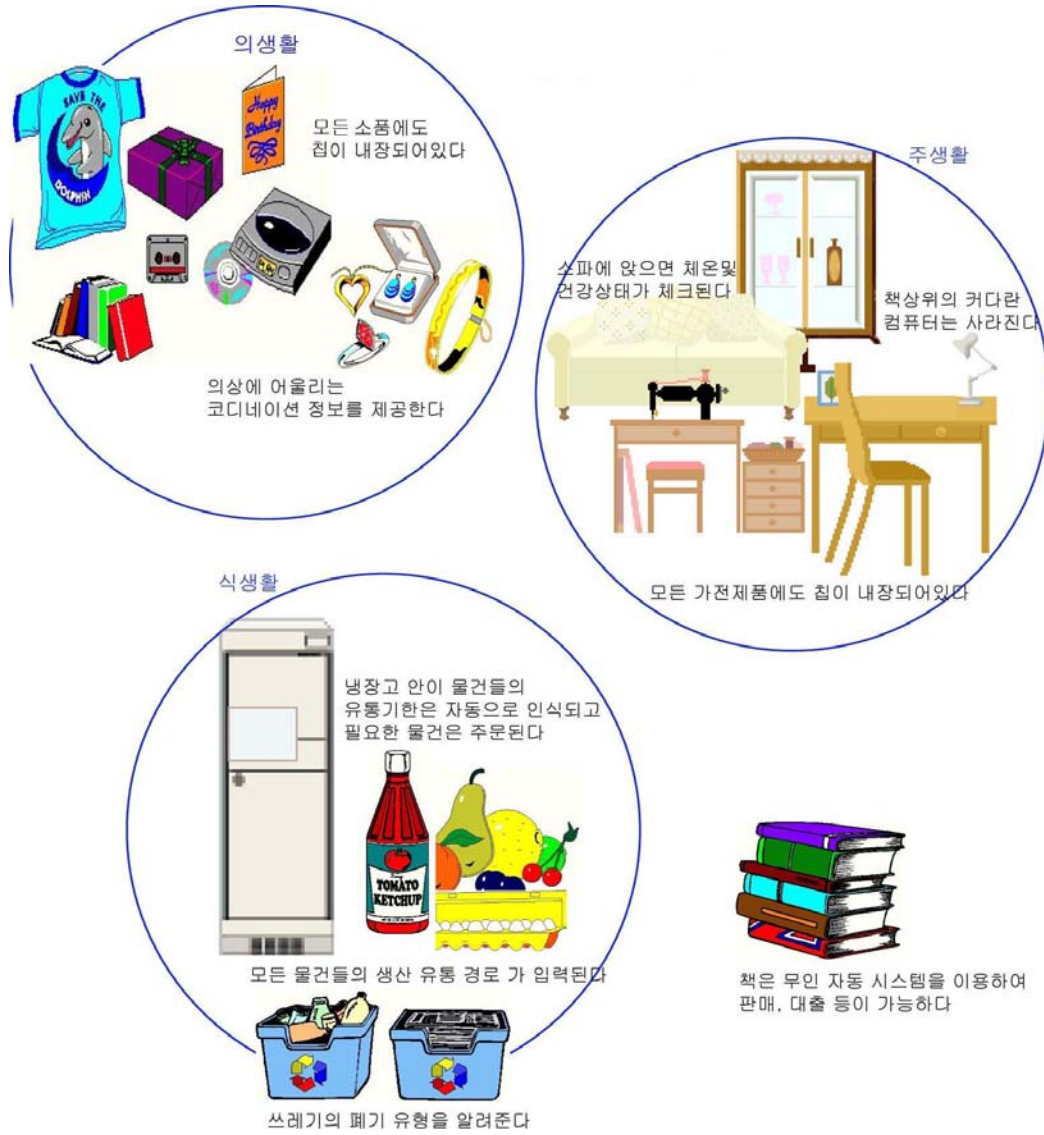 의생활
SAVE THE
DOLPHIN
Happy
Birthday
모든 소품에도
칩이 내장되어있다
의상에 어울리는
코디네이션 정보를 제공한다
주생활
소파에 앉으면 체온및
건강상태가 체크된다
책상위의 커다란
컴퓨터는 사라진다
모든 가전제품에도 칩이 내장되어있다
식생활
냉장고 안이 물건들의
유통기한은 자동으로 인식되고
필요한 물건은 주문된다
TOMATO
KETCHUP
모든 물건들의 생산 유통 경로 가 입력된다
쓰레기의 폐기 유형을 알려준다
책은 무인 자동 시스템을 이용하여
판매, 대출 등이 가능하다